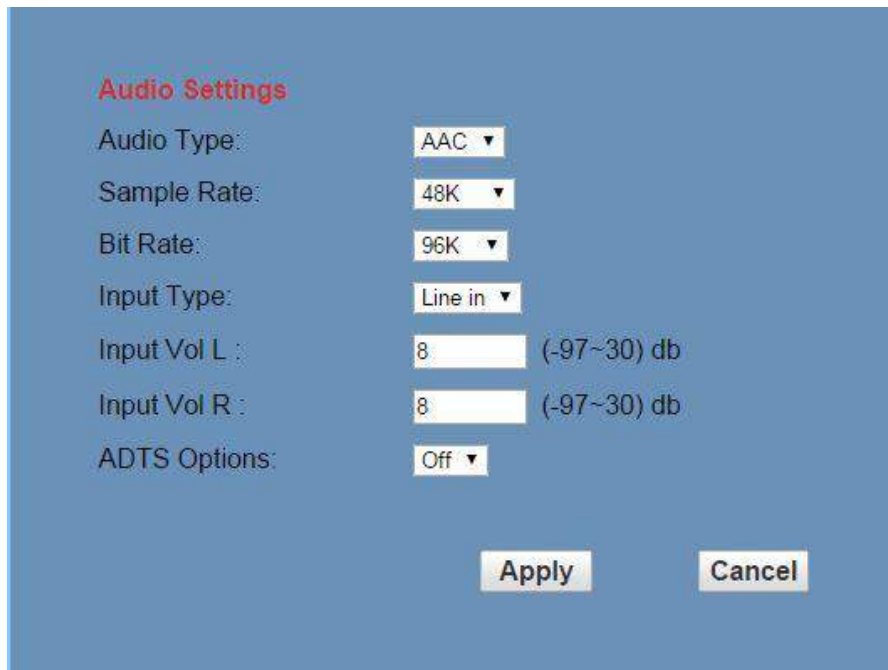 Audio Settings
Audio Type: AAC
Sample Rate: 48K
Bit Rate: 96K
Input Type: Line in
Input Vol L : 8 (-97~30) db
Input Vol R : 8 (-97~30) db
ADTS Options: Off
Apply Cancel